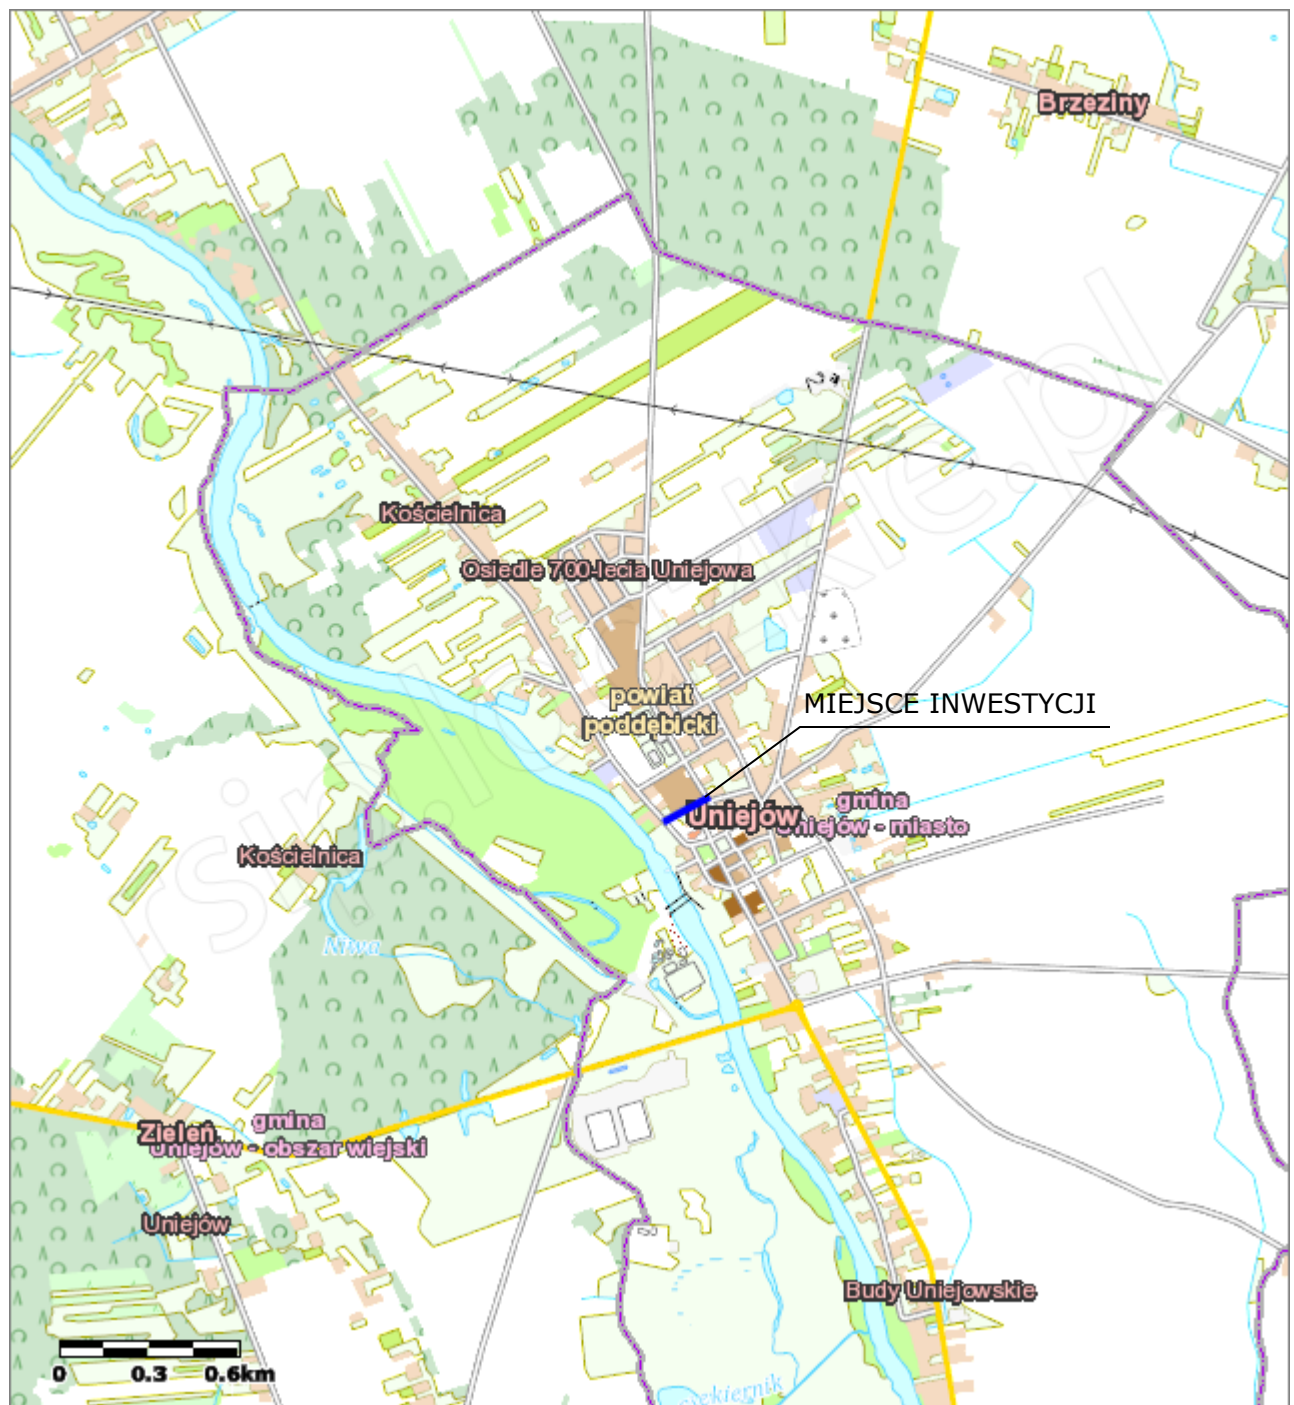 Brzeziny
Kościelnica
Osiedle 700-lecia Uniejowa
powiat
poddębicki
MIEJSCE INWESTYCJI
Uniejów
gmina
Uniejów - miasto
Kościelnica
Niwa
gmina
Zieleń
Uniejów - obszar wiejski
Uniejów
Budy Uniejowskie
0 0.3 0.6km